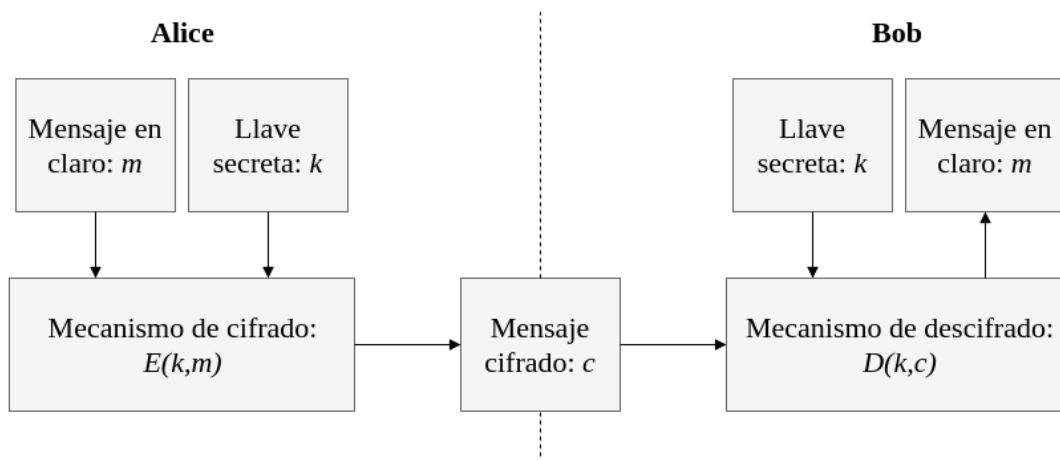 Alice
Bob
Mensaje en
claro: m
Llave
secreta: k
Llave
secreta: k
Mensaje en
claro: m
Mecanismo de cifrado:
E(k,m)
Mensaje
cifrado: c
Mecanismo de descifrado:
D(k,c)